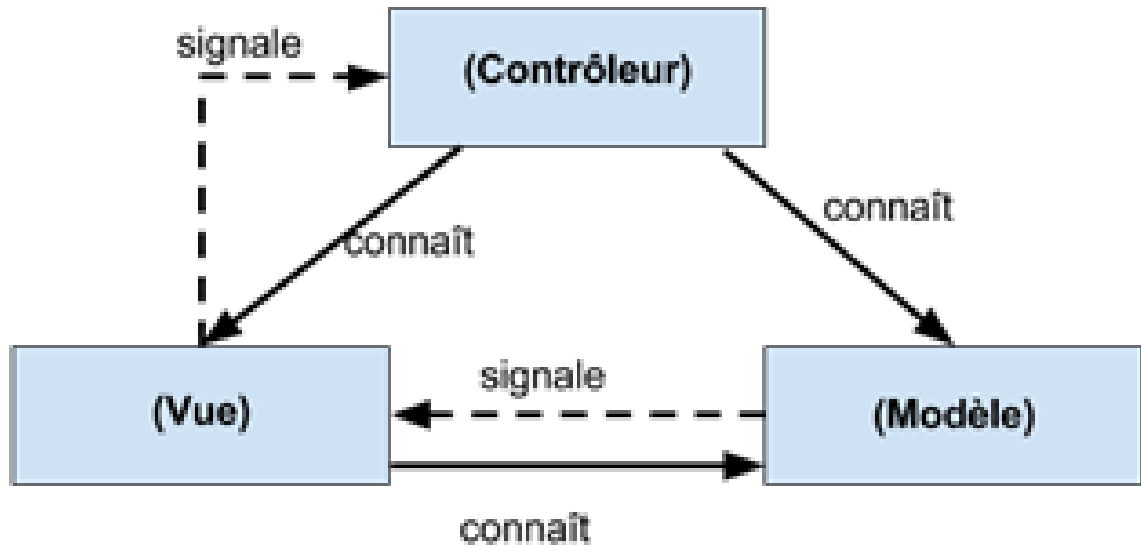 signale
(Contrôleur)
connaît
connaît
signale
(Vue)
(Modèle)
connaît